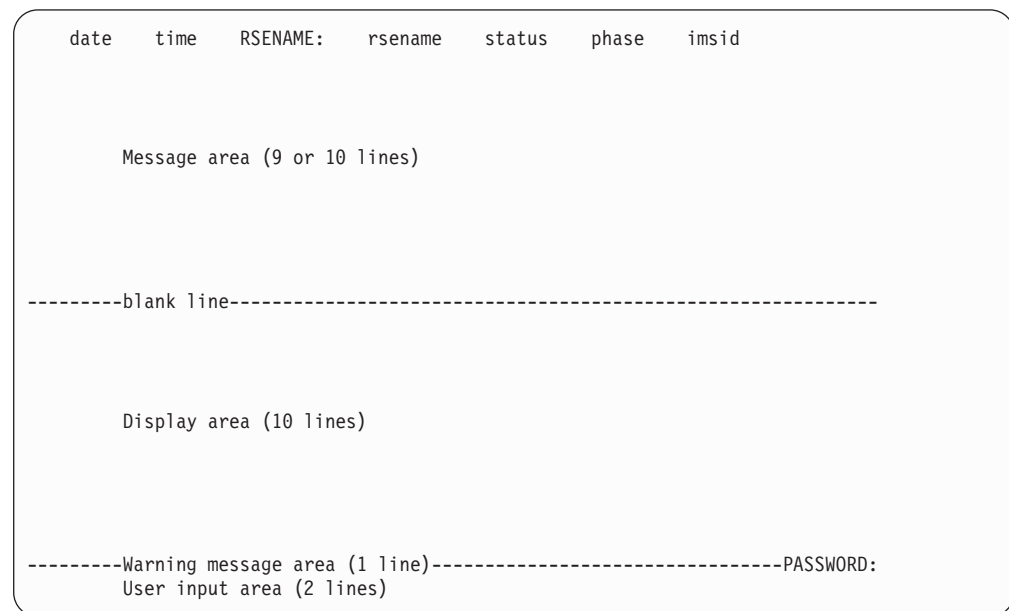 date time RSENAME: rsename status phase imsid
Message area (9 or 10 lines)
---------blank line--------------------------------------------------------------
Display area (10 lines)
---------Warning message area (1 line)---------------------------------PASSWORD:
User input area (2 lines)